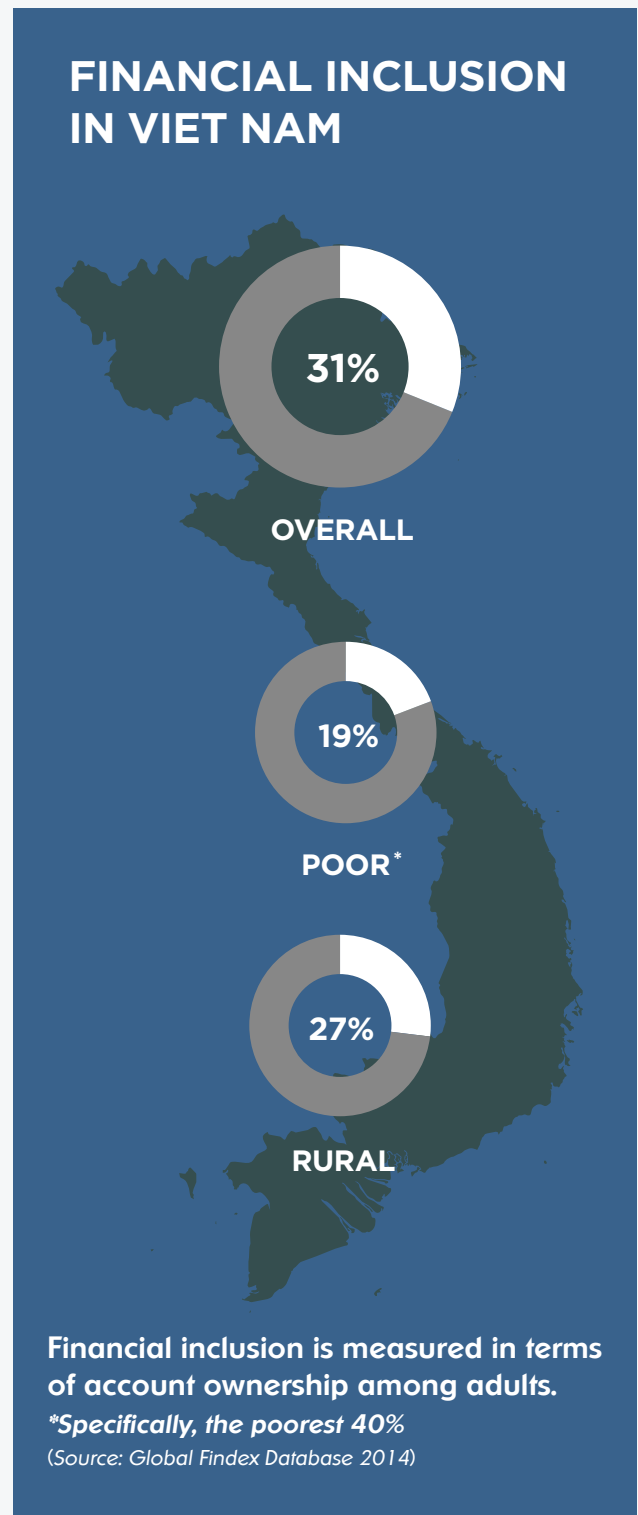 FINANCIAL INCLUSION
IN VIET NAM
31%
OVERALL
19%
POOR*
27%
RURAL
Financial inclusion is measured in terms
of account ownership among adults.
*Specifically, the poorest 40%
(Source: Global Findex Database 2014)